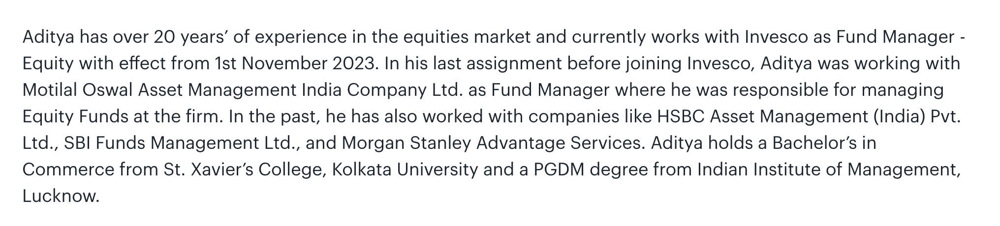 Aditya has over 20 years’ of experience in the equities market and currently works with Invesco as Fund Manager -
Equity with effect from 1st November 2023. In his last assignment before joining Invesco, Aditya was working with
Motilal Oswal Asset Management India Company Ltd. as Fund Manager where he was responsible for managing
Equity Funds at the firm. In the past, he has also worked with companies like HSBC Asset Management (India) Pvt.
Ltd., SBI Funds Management Ltd., and Morgan Stanley Advantage Services. Aditya holds a Bachelor’s in
Commerce from St. Xavier’s College, Kolkata University and a PGDM degree from Indian Institute of Management,
Lucknow.